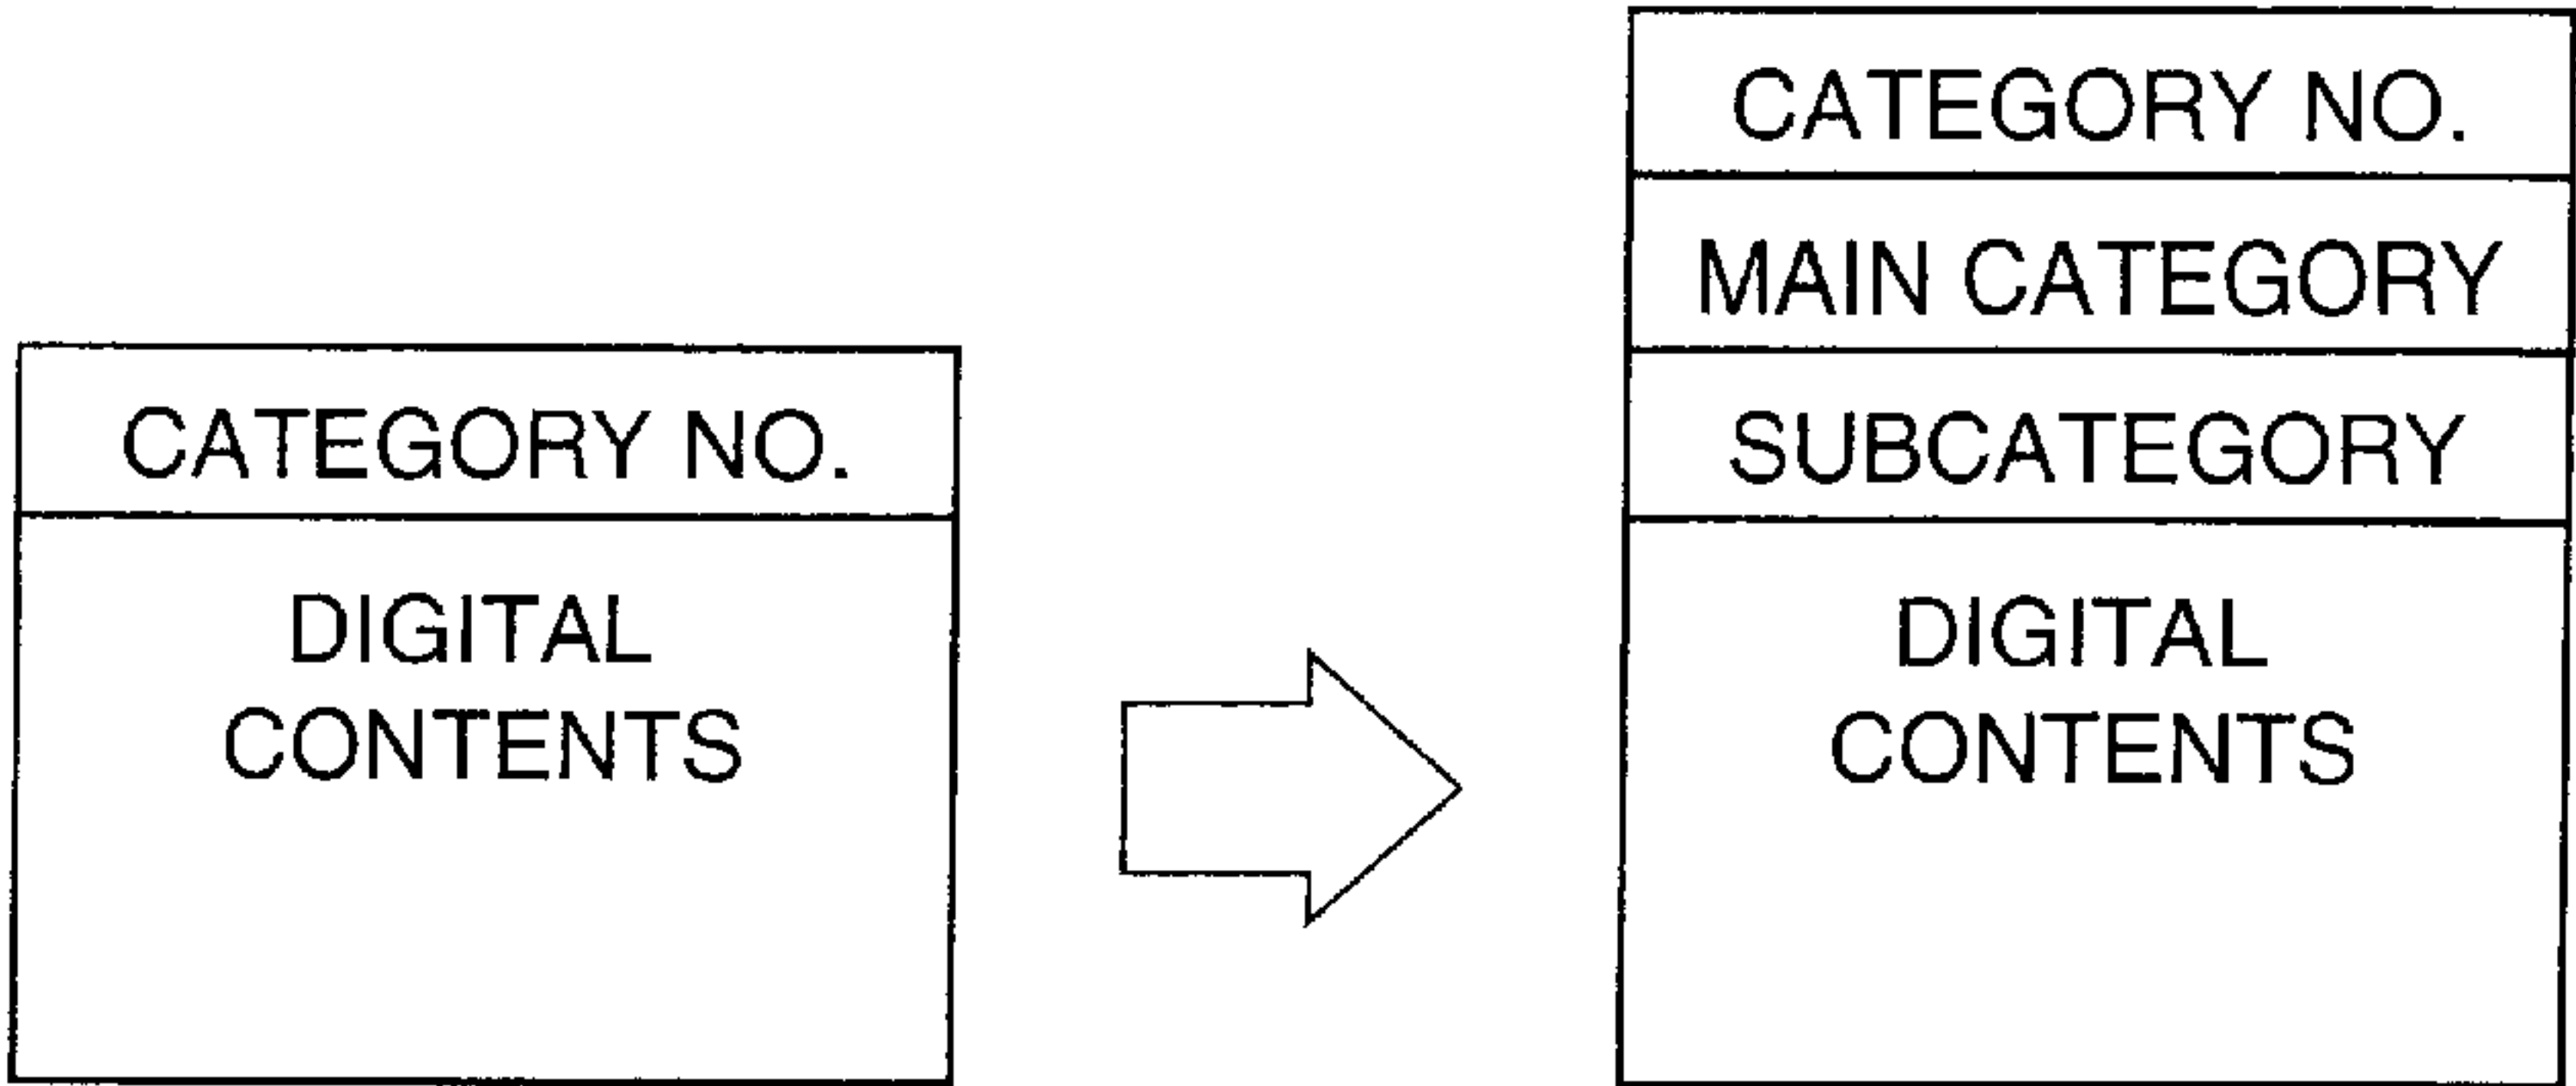 CATEGORY NO.
DIGITAL
CONTENTS
CATEGORY NO.
MAIN CATEGORY
SUBCATEGORY
DIGITAL
CONTENTS